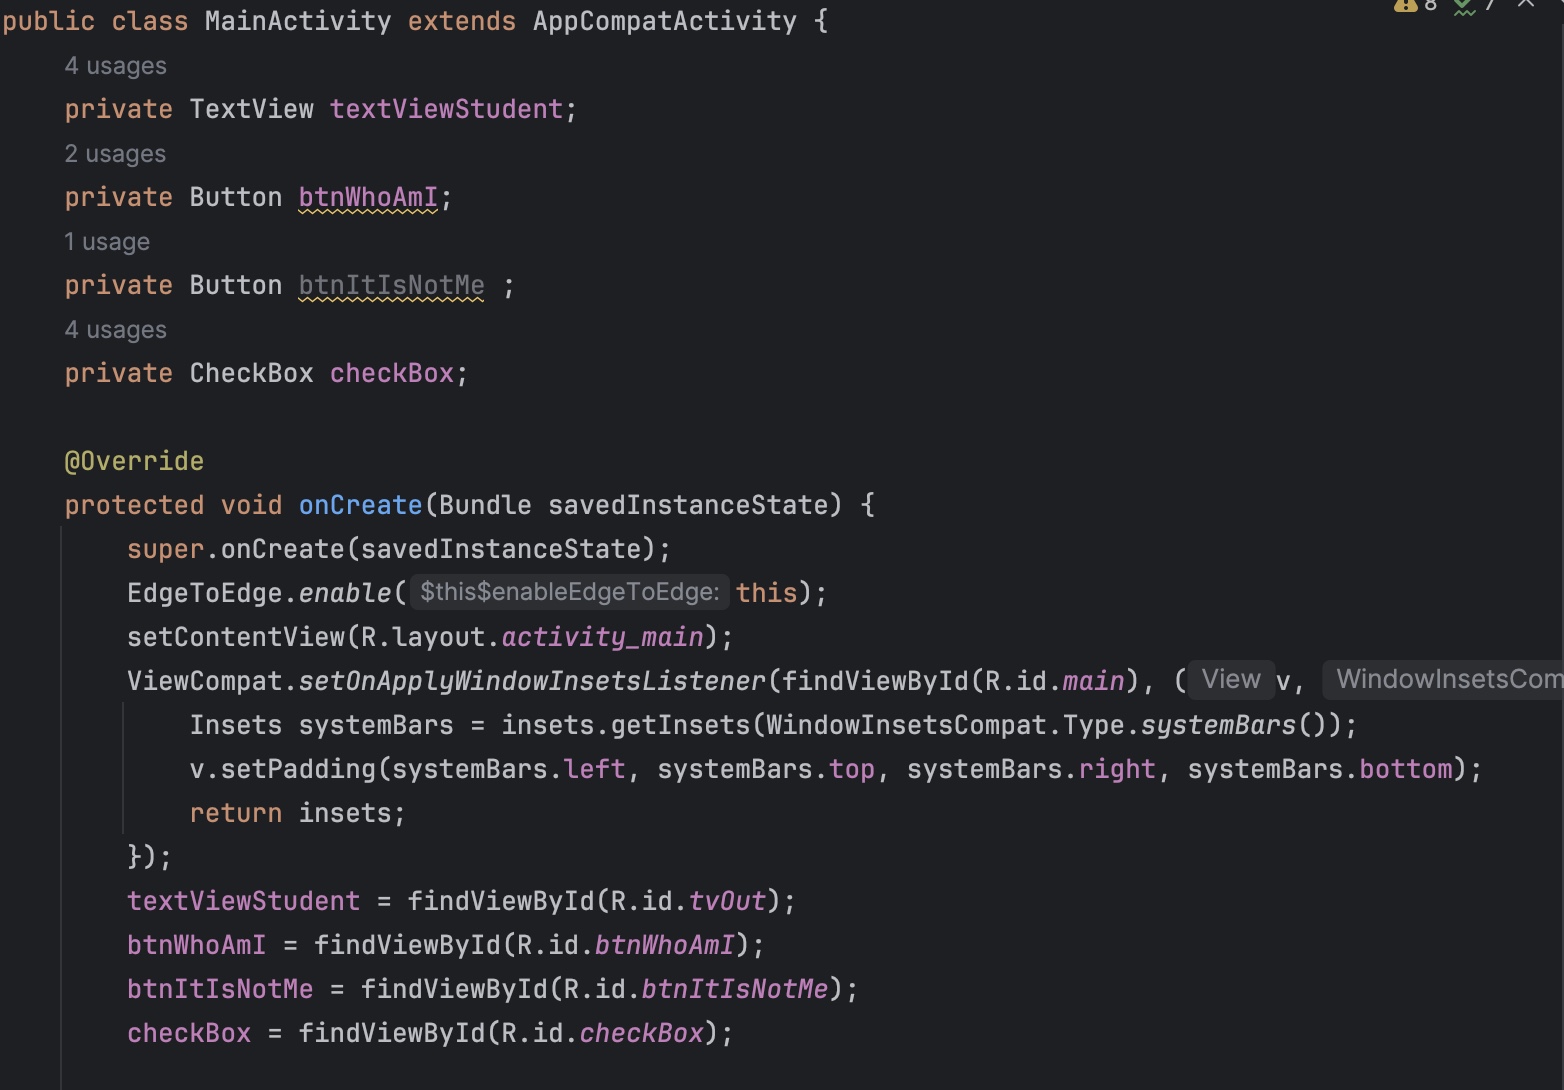 public class MainActivity extends AppCompatActivity {
8 7
4 usages
private TextView textViewStudent;
2 usages
private Button btnWhoAmI;
1 usage
private Button btnItIsNotMe ;
4 usages
private CheckBox checkBox;
@Override
protected void onCreate(Bundle savedInstanceState) {
super.onCreate(savedInstanceState);
EdgeToEdge.enable( $this$enableEdgeToEdge: this);
setContentView(R.layout.activity_main);
ViewCompat.setOnApplyWindowInsetsListener(findViewById(R.id.main), ( View v, WindowInsetsCom
Insets systemBars = insets.getInsets(WindowInsetsCompat.Type.systemBars());
v.setPadding(systemBars.left, systemBars.top, systemBars.right, systemBars.bottom);
return insets;
});
textViewStudent = findViewById(R.id.tvOut);
btnWhoAmI = findViewById(R.id.btnWhoAmI);
btnItIsNotMe = findViewById(R.id.btnItIsNotMe);
checkBox = findViewById(R.id.checkBox);